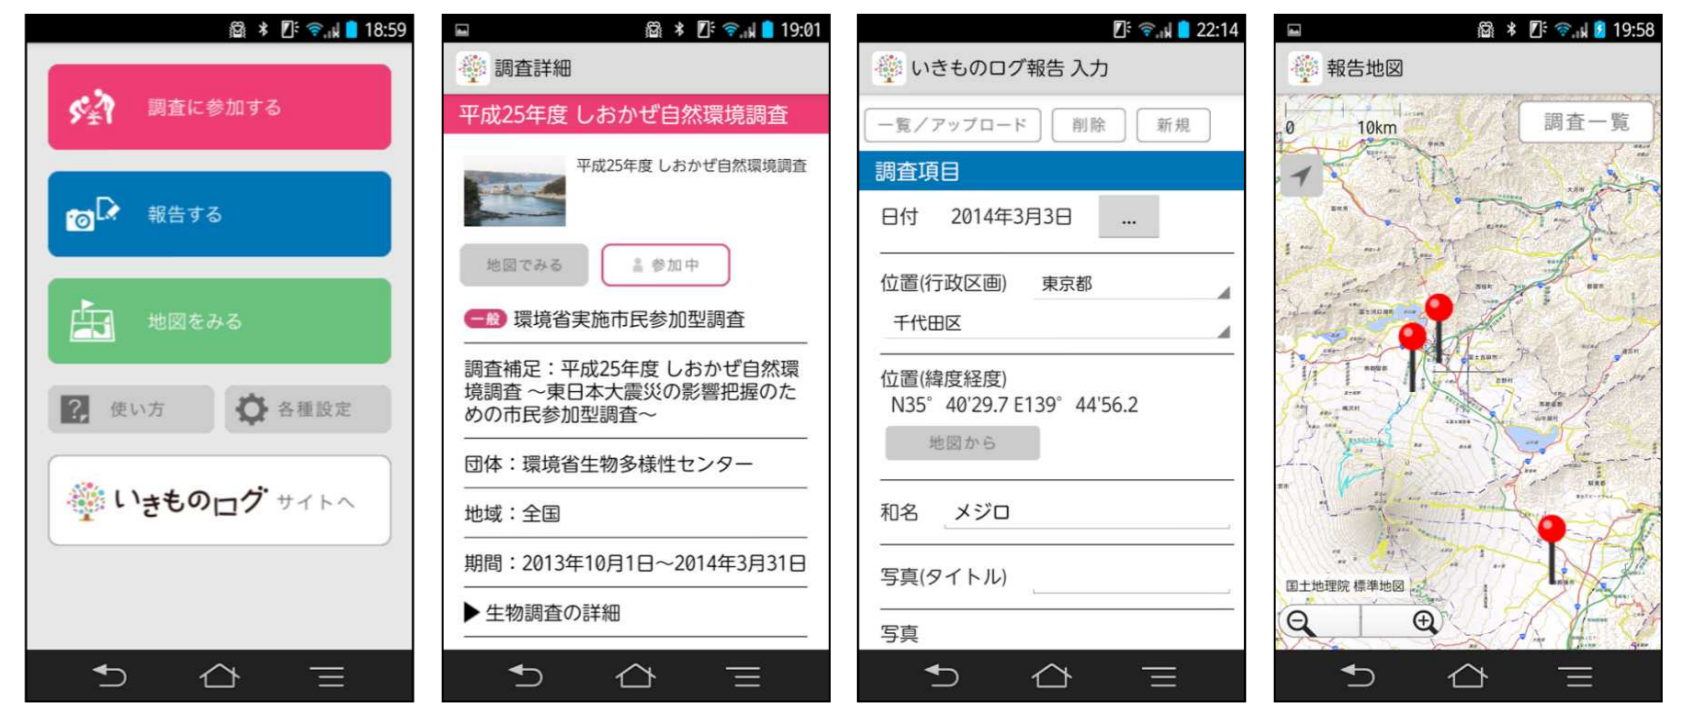 18:59
調査に参加する
報告する
地図をみる
使い方
各種設定
いきものログ サイトへ
19:01
調査詳細
平成25年度 しおかぜ自然環境調査
平成25年度 しおかぜ自然環境調査
地図でみる
参加中
一般 環境省実施市民参加型調査
調査補足：平成25年度 しおかぜ自然環
境調査 ～東日本大震災の影響把握のた
めの市民参加型調査～
団体：環境省生物多様性センター
地域：全国
期間：2013年10月1日～2014年3月31日
▶生物調査の詳細
22:14
いきものログ報告 入力
一覧／アップロード
削除
新規
調査項目
日付 2014年3月3日 ...
位置(行政区画) 東京都
千代田区
位置(緯度経度)
N35° 40'29.7 E139° 44'56.2
地図から
和名 メジロ
写真(タイトル)
写真
19:58
報告地図
0 10km
調査一覧
国土地理院 標準地図